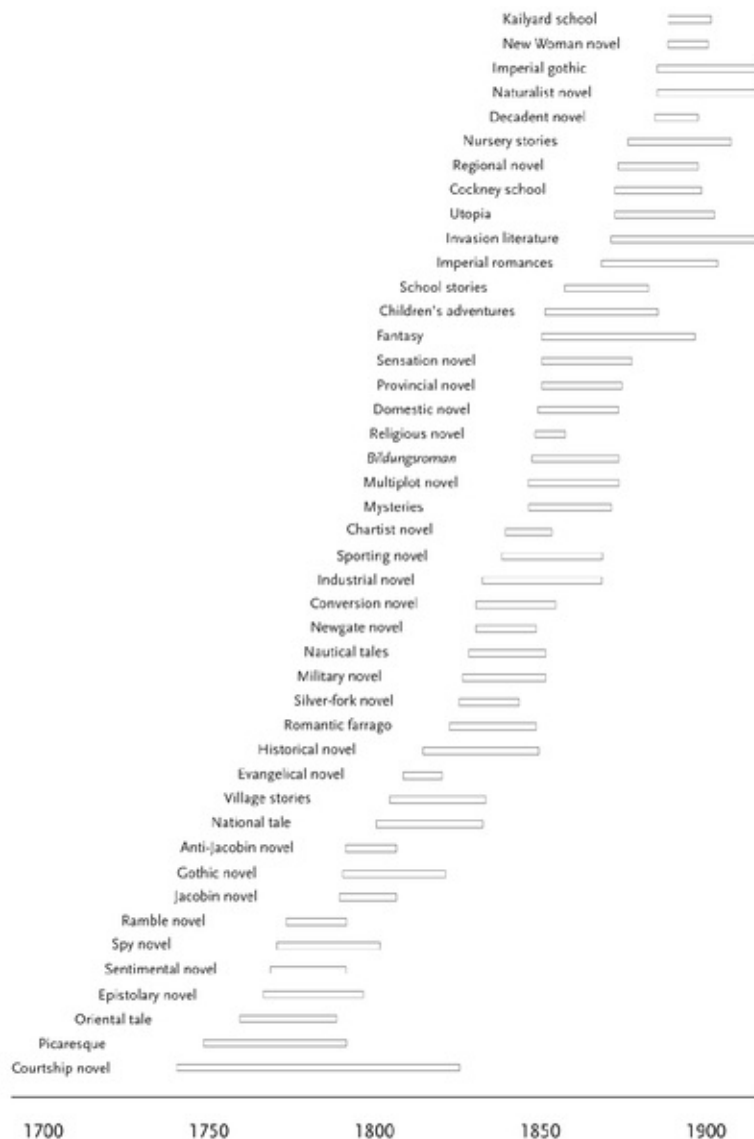 Kailyard school
New Woman novel
Imperial gothic
Naturalist novel
Decadent novel
Nursery stories
Regional novel
Cockney school
Utopia
Invasion literature
Imperial romances
School stories
Children's adventures
Fantasy
Sensation novel
Provincial novel
Domestic novel
Religious novel
Bildungsroman
Multiplot novel
Mysteries
Chartist novel
Sporting novel
Industrial novel
Conversion novel
Newgate novel
Nautical tales
Military novel
Silver-fork novel
Romantic farrago
Historical novel
Evangelical novel
Village stories
National tale
Anti-Jacobin novel
Gothic novel
Jacobin novel
Ramble novel
Spy novel
Sentimental novel
Epistolary novel
Oriental tale
Picaresque
Courtship novel
1700 1750 1800 1850 1900